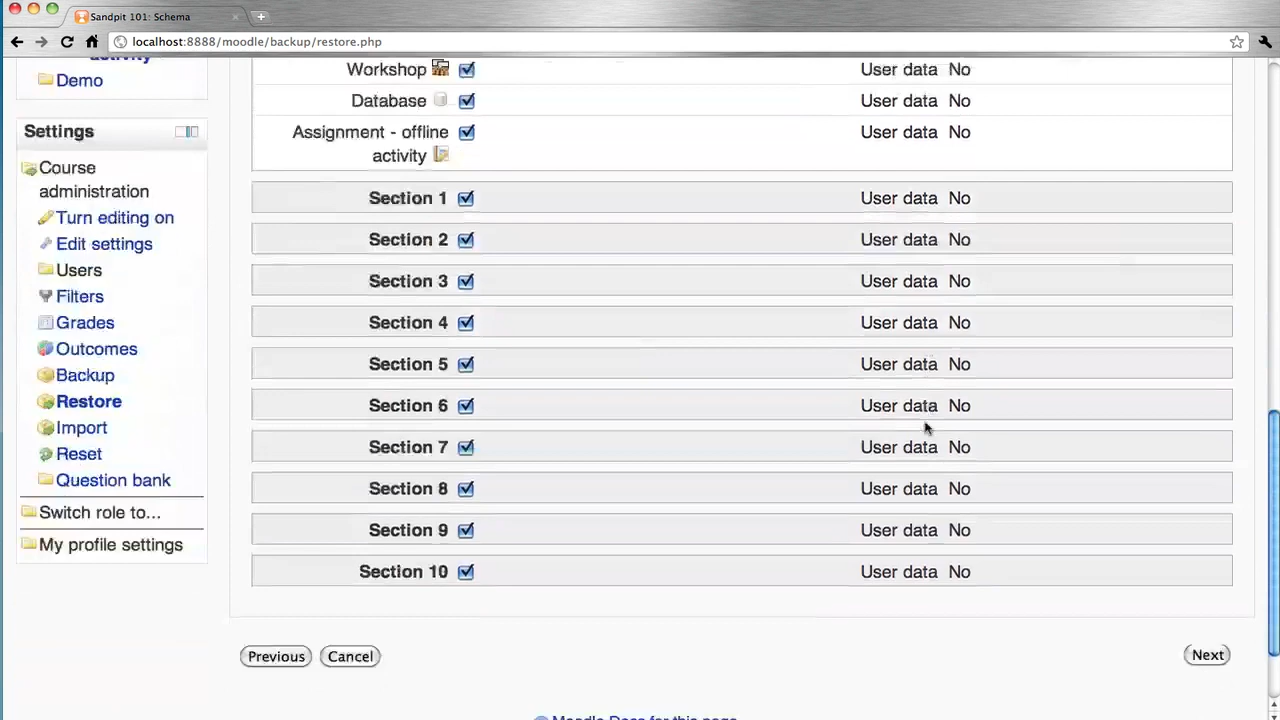 Sandpit 101: Schema
localhost:8888/moodle/backup/restore.php
activity
Demo
Settings
Course
administration
Turn editing on
Edit settings
Users
Filters
Grades
Outcomes
Backup
Restore
Import
Reset
Question bank
Switch role to...
My profile settings
Workshop User data No
Database User data No
Assignment - offline
activity
User data No
Section 1 User data No
Section 2 User data No
Section 3 User data No
Section 4 User data No
Section 5 User data No
Section 6 User data No
Section 7 User data No
Section 8 User data No
Section 9 User data No
Section 10 User data No
Previous Cancel Next
Moodle Docs for this page